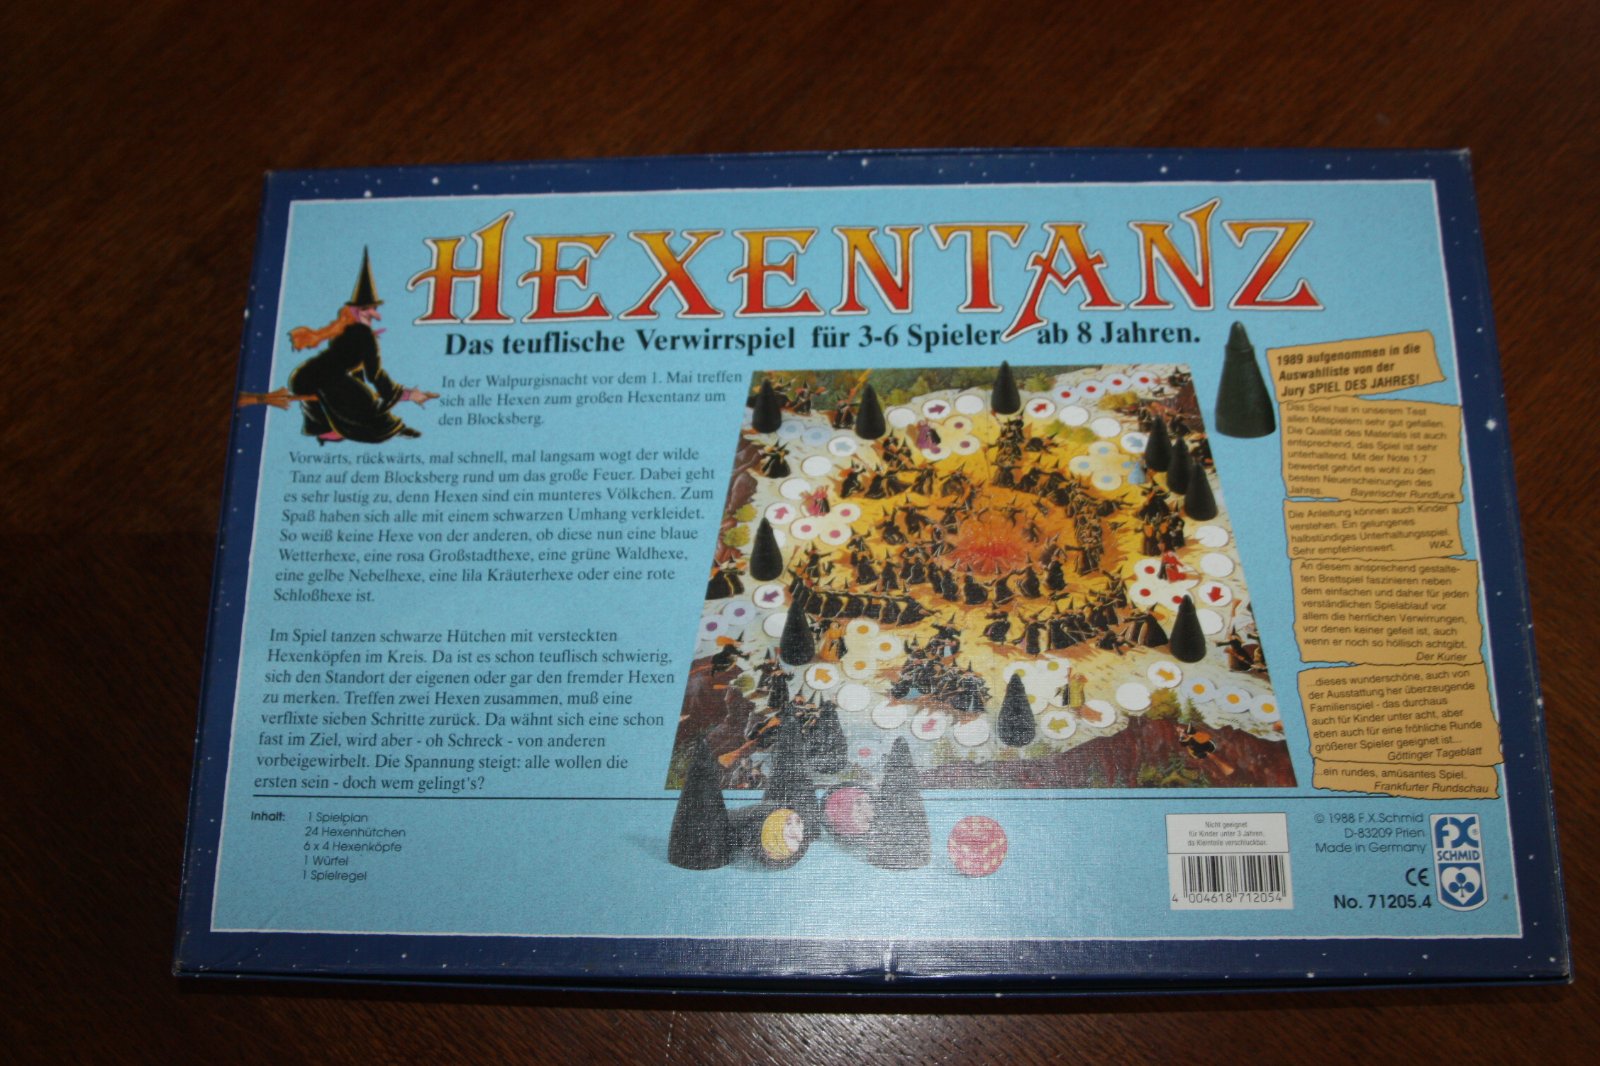 HEXENTANZ
Das teuflische Verwirrspiel für 3-6 Spieler ab 8 Jahren.
In der Walpurgisnacht vor dem 1. Mai treffen
sich alle Hexen zum großen Hexentanz um
den Blocksberg.
Vorwärts, rückwärts, mal schnell, mal langsam wogt der wilde
Tanz auf dem Blocksberg rund um das große Feuer. Dabei geht
es sehr lustig zu, denn Hexen sind ein munteres Völkchen. Zum
Spaß haben sich alle mit einem schwarzen Umhang verkleidet.
So weiß keine Hexe von der anderen, ob diese nun eine blaue
Wetterhexe, eine rosa Großstadthexe, eine grüne Waldhexe,
eine gelbe Nebelhexe, eine lila Kräuterhexe oder eine rote
Schloßhexe ist.
Im Spiel tanzen schwarze Hütchen mit versteckten
Hexenköpfen im Kreis. Da ist es schon teuflisch schwierig,
sich den Standort der eigenen oder gar den fremder Hexen
zu merken. Treffen zwei Hexen zusammen, muß eine
verflixte sieben Schritte zurück. Da wähnt sich eine schon
fast im Ziel, wird aber - oh Schreck - von anderen
vorbeigewirbelt. Die Spannung steigt: alle wollen die
ersten sein - doch wem gelingt's?
1989 aufgenommen in die
Auswahlliste von der
Jury SPIEL DES JAHRES!
Das Spiel hat in unserem Test
allen Mitspielern sehr gut gefallen.
Die Qualität des Materials ist auch
entsprechend, das Spiel ist sehr
unterhaltend. Mit der Note 1,7
bewertet gehört es wohl zu den
besten Neuerscheinungen des
Jahres. Bayerischer Rundfunk
Die Anleitung können auch Kinder
verstehen. Ein gelungenes
halbstündiges Unterhaltungsspiel.
Sehr empfehlenswert. WAZ
An diesem ansprechend gestalte-
ten Brettspiel faszinieren neben
dem einfachen und daher für jeden
verständlichen Spielablauf vor
allem die herrlichen Verwirrungen,
vor denen keiner gefeit ist, auch
wenn er noch so höllisch achtgibt.
Der Kurier
...dieses wunderschöne, auch von
der Ausstattung her überzeugende
Familienspiel - das durchaus
auch für Kinder unter acht, aber
eben auch für eine fröhliche Runde
größerer Spieler geeignet ist...
Göttinger Tageblatt
...ein rundes, amüsantes Spiel.
Frankfurter Rundschau
Inhalt: 1 Spielplan
24 Hexenhütchen
6 x 4 Hexenköpfe
1 Würfel
1 Spielregel
Nicht geeignet
für Kinder unter 3 Jahren,
da Kleinteile verschluckbar.
4 004618 712054
© 1988 F.X.Schmid
D-83209 Prien
Made in Germany
CE
No. 71205.4
FX
SCHMID